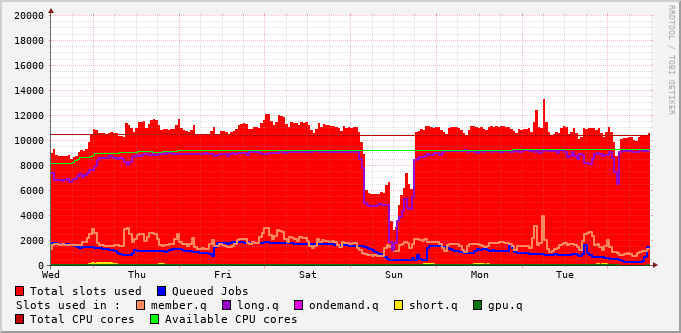 RRDTOOL / TOBI OETIKER
20000
18000
16000
14000
12000
10000
8000
6000
4000
2000
0
Wed Thu Fri Sat Sun Mon Tue
Total slots used Queued Jobs
Slots used in : member.q long.q ondemand.q short.q gpu.q
Total CPU cores Available CPU cores